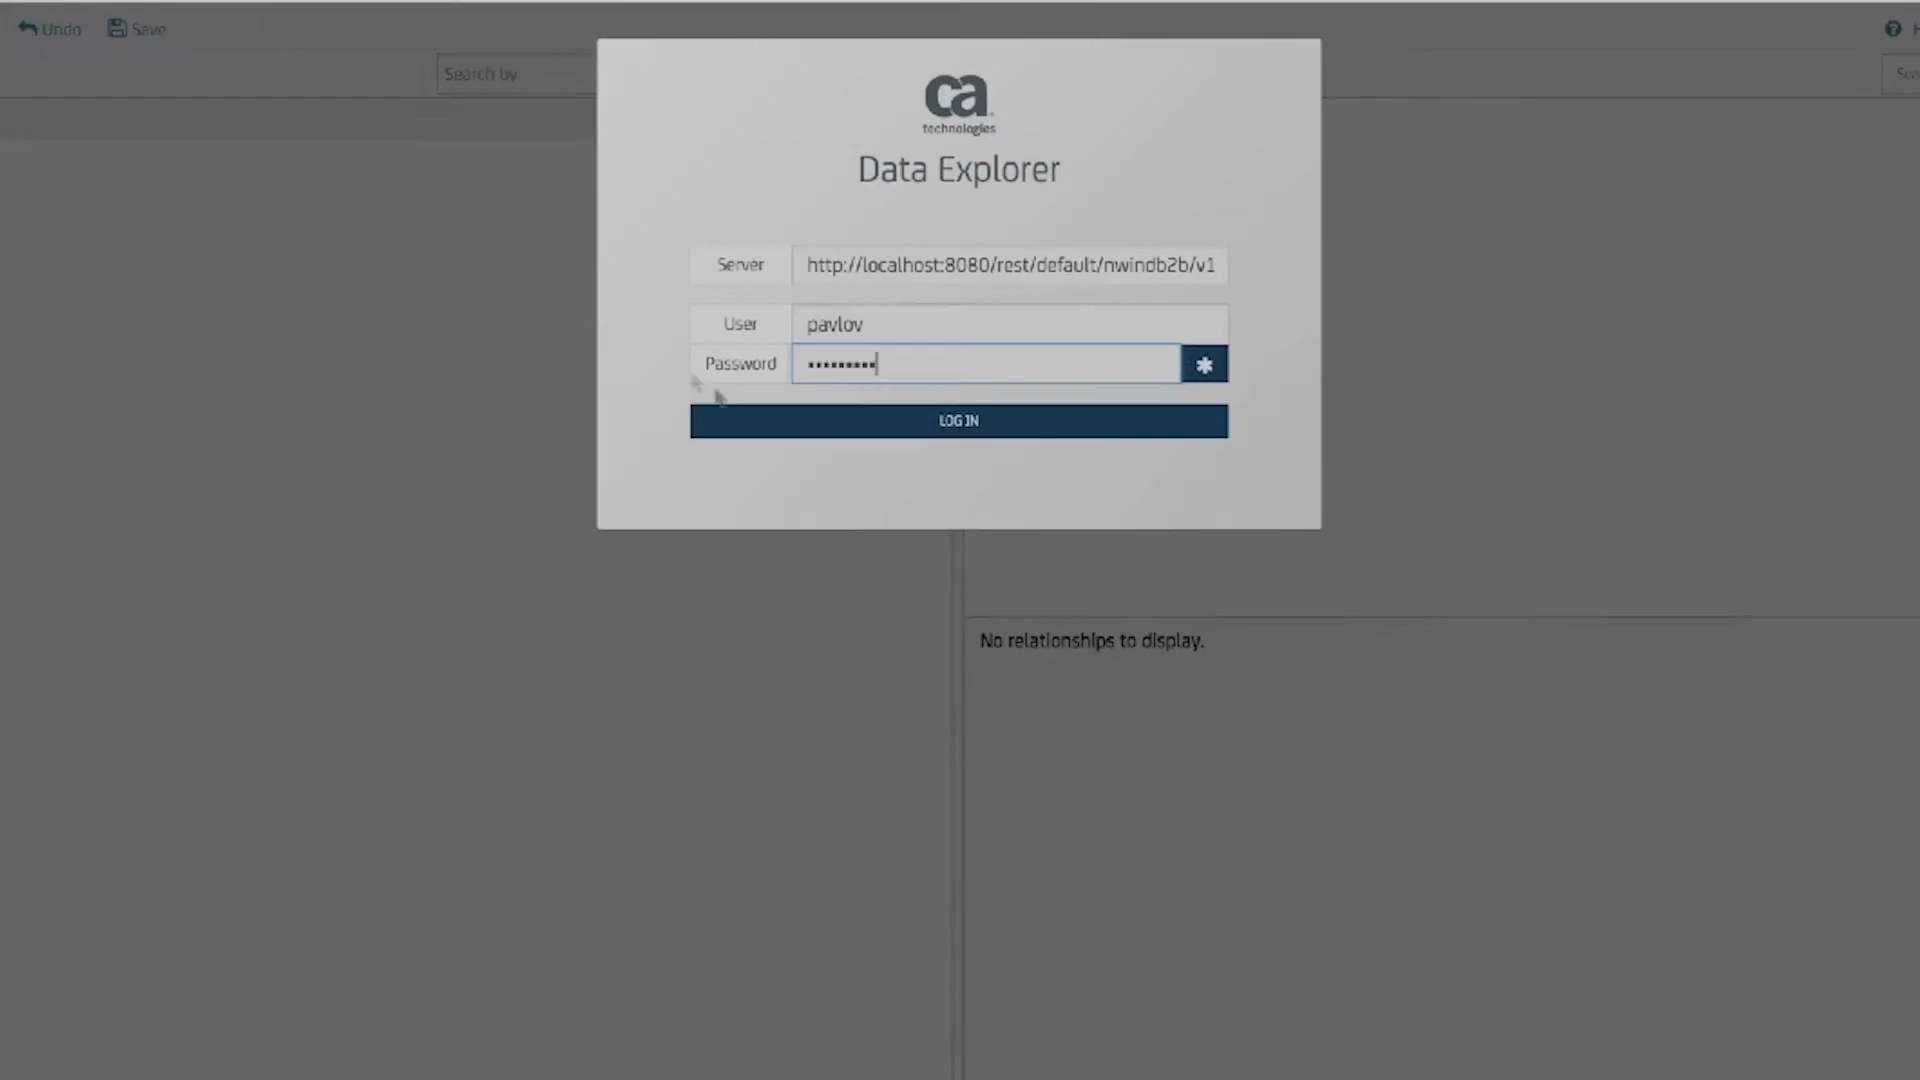 Undo Save
Search by
ca
technologies
Data Explorer
Server http://localhost:8080/rest/default/nwindb2b/v1
User pavlov
Password •••••••••
LOG IN
No relationships to display.